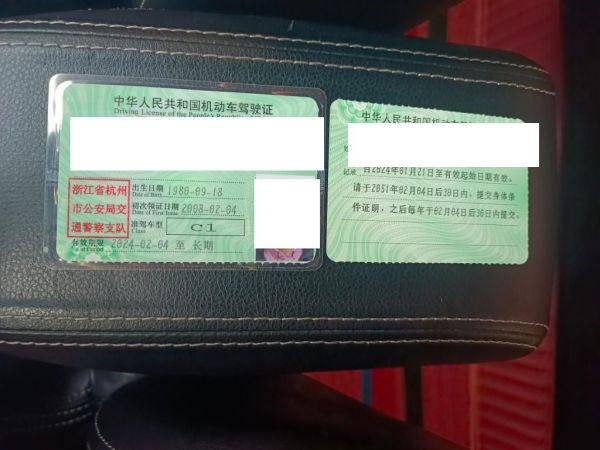 中华人民共和国机动车驾驶证
Driving License of the People's Republic
浙江省杭州
市公安局交
通警察支队
出生日期
Date of Birth
1980-09-18
初次领证日期
Date of First Issue
2008-02-04
准驾车型
Class
C1
有效期限
2024-02-04 至 长期
中华人民共和国机动车驾
记录
自2024年01月21日至有效起始日期有效。
请于2051年02月04日后30日内，提交身体条
件证明，之后每年于02月04日后30日内提交。